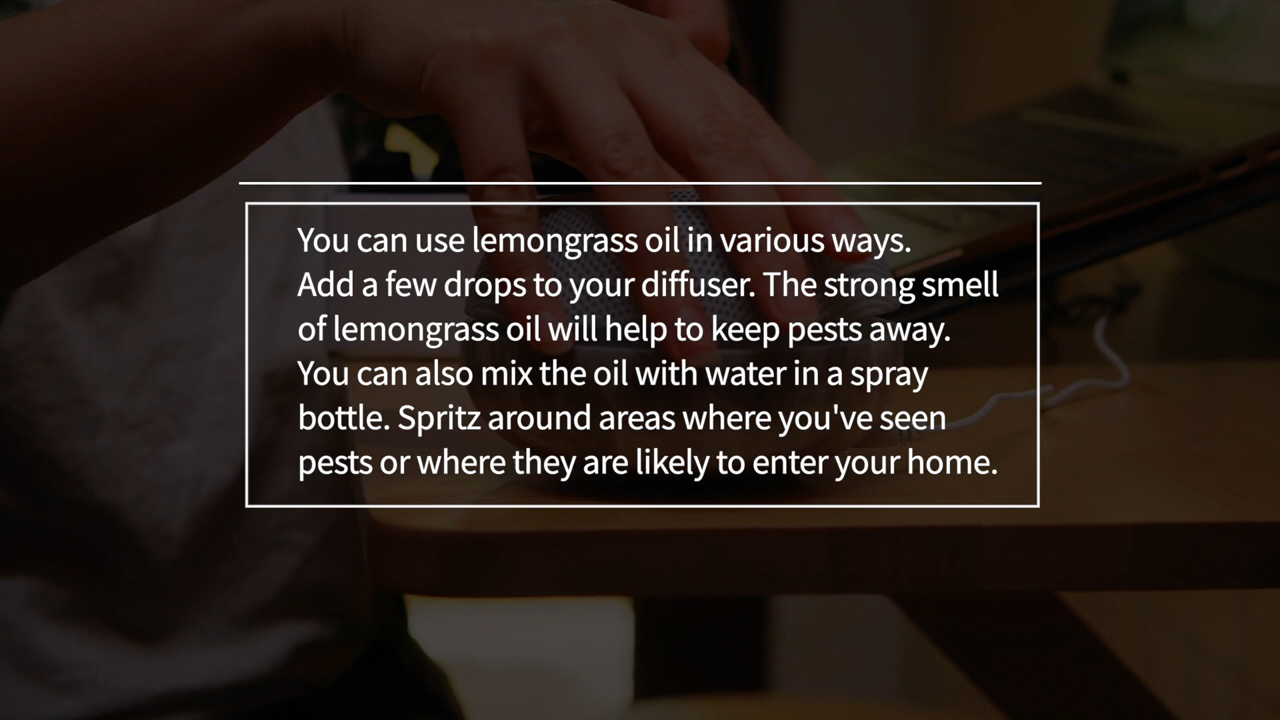 You can use lemongrass oil in various ways.
Add a few drops to your diffuser. The strong smell
of lemongrass oil will help to keep pests away.
You can also mix the oil with water in a spray
bottle. Spritz around areas where you've seen
pests or where they are likely to enter your home.